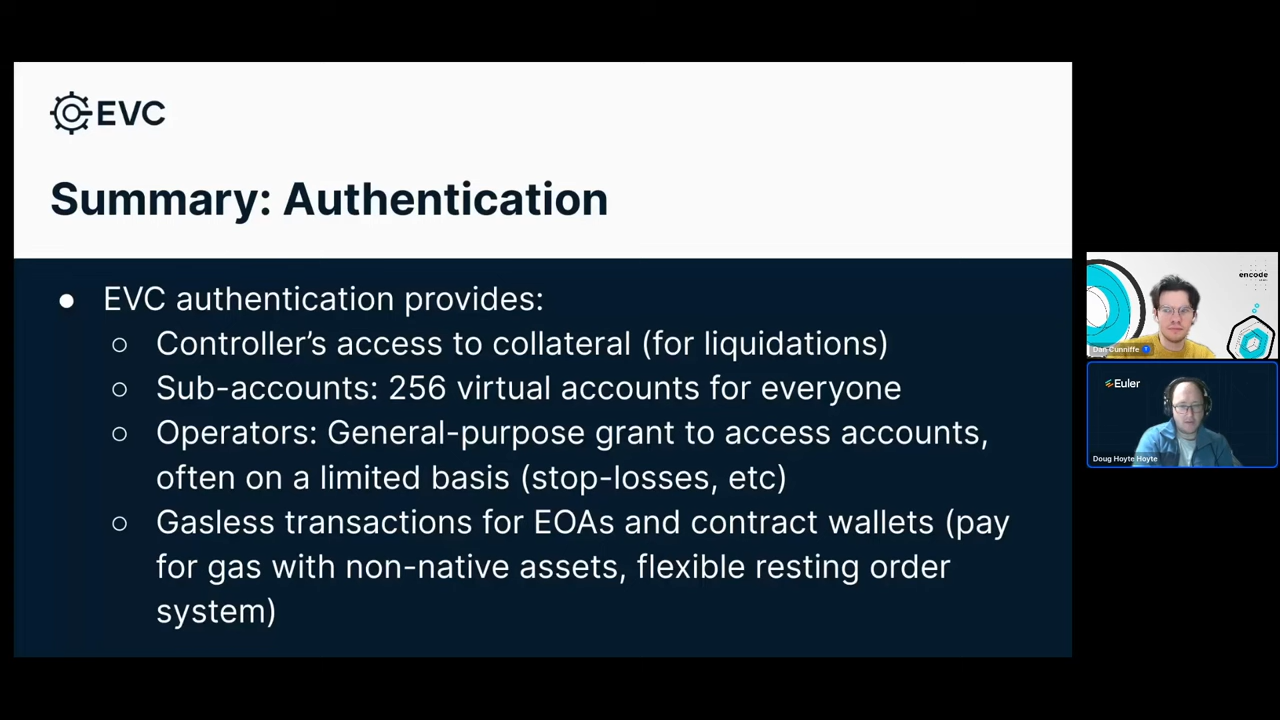 EVC
Summary: Authentication
● EVC authentication provides:
○ Controller's access to collateral (for liquidations)
○ Sub-accounts: 256 virtual accounts for everyone
○ Operators: General-purpose grant to access accounts,
often on a limited basis (stop-losses, etc)
○ Gasless transactions for EOAs and contract wallets (pay
for gas with non-native assets, flexible resting order
system)
encode
Dan Cunniffe
Euler
Doug Hoyte Hoyte